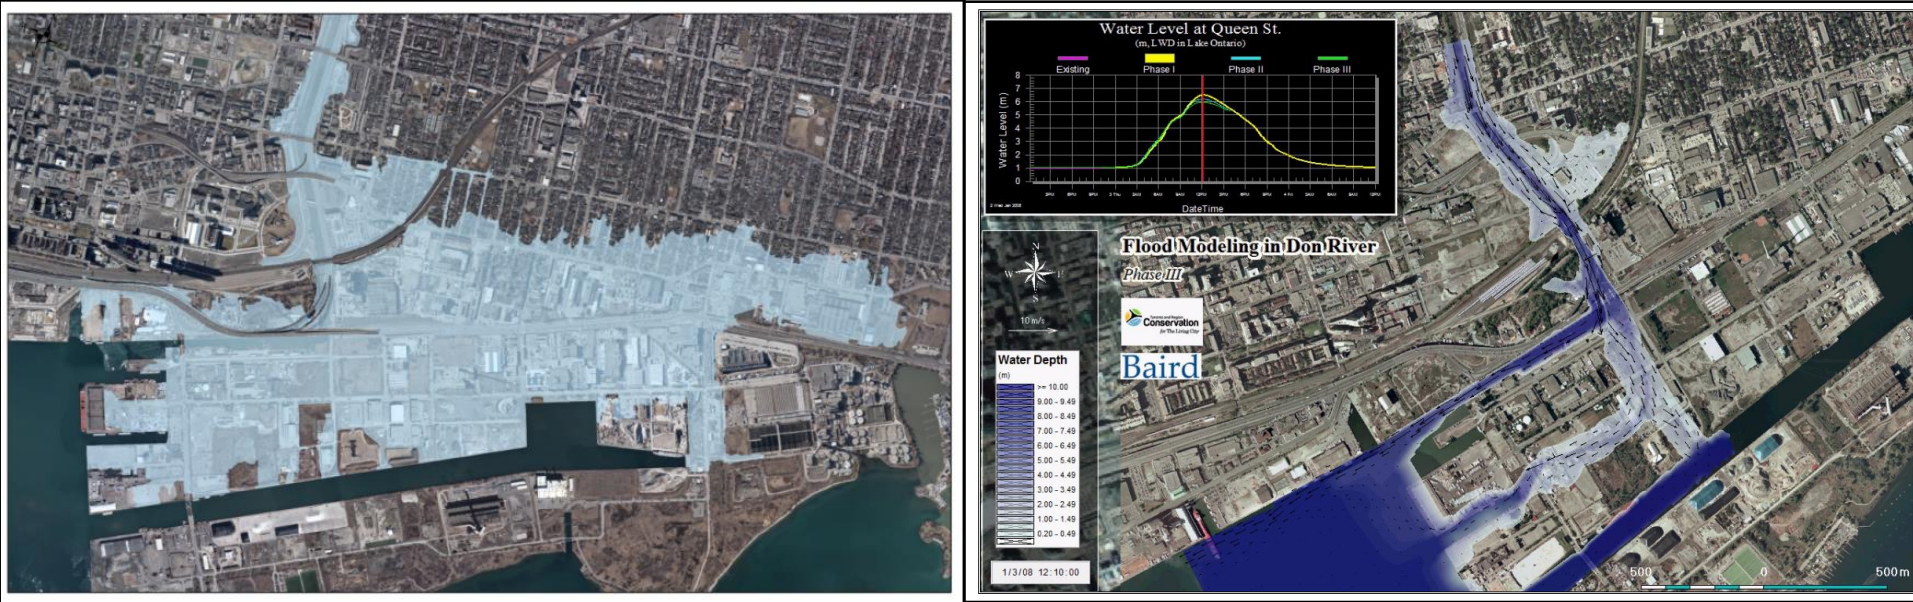 Water Level at Queen St.
(m, LWD in Lake Ontario)
Existing
Phase I
Phase II
Phase III
8
7
6
5
4
3
2
1
0
Water Level (m)
DateTime
Flood Modeling in Don River
Phase III
N
W E
S
10 m/s
Conservation
for The Living City
Baird
Water Depth
(m)
>= 10.00
9.00 - 9.49
8.00 - 8.49
7.00 - 7.49
6.00 - 6.49
5.00 - 5.49
4.00 - 4.49
3.00 - 3.49
2.00 - 2.49
1.00 - 1.49
0.20 - 0.49
1/3/08 12:10:00
500 0 500m